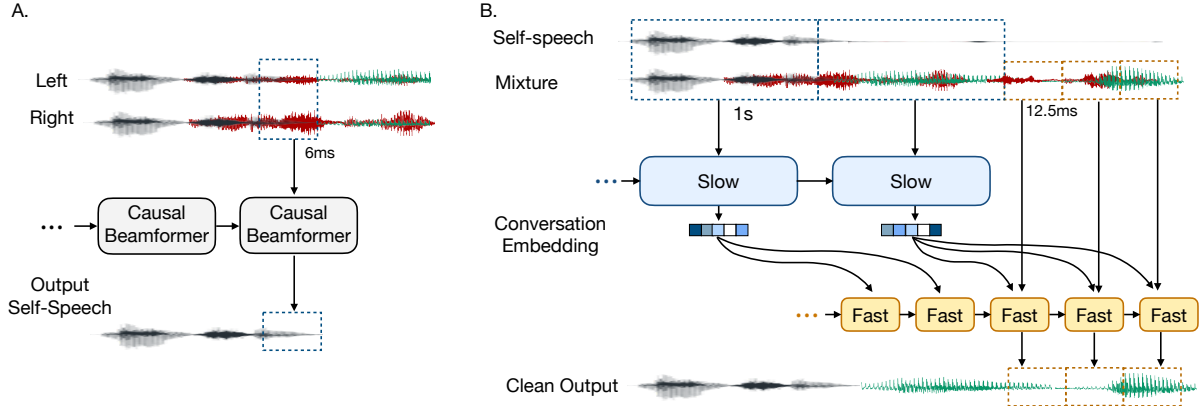 A.
Left
Right
6ms
Causal
Beamformer
Causal
Beamformer
Output
Self-Speech
B.
Self-speech
Mixture
1s
12.5ms
Slow
Slow
Conversation
Embedding
Fast
Fast
Fast
Fast
Fast
Clean Output